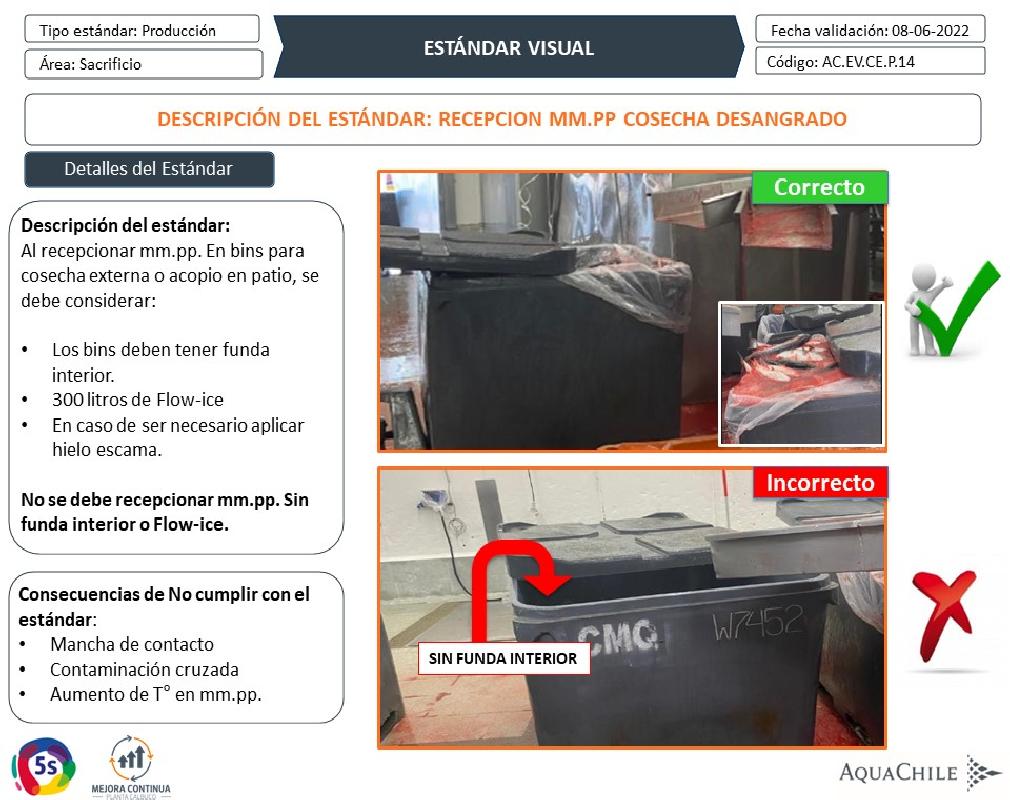 Tipo estándar: Producción
Área: Sacrificio
ESTÁNDAR VISUAL
Fecha validación: 08-06-2022
Código: AC.EV.CE.P.14
DESCRIPCIÓN DEL ESTÁNDAR: RECEPCION MM.PP COSECHA DESANGRADO
Detalles del Estándar
Descripción del estándar:
Al recepcionar mm.pp. En bins para
cosecha externa o acopio en patio, se
debe considerar:
• Los bins deben tener funda
interior.
• 300 litros de Flow-ice
• En caso de ser necesario aplicar
hielo escama.
No se debe recepcionar mm.pp. Sin
funda interior o Flow-ice.
Consecuencias de No cumplir con el
estándar:
• Mancha de contacto
• Contaminación cruzada
• Aumento de T° en mm.pp.
Correcto
Incorrecto
CMQ
W7452
SIN FUNDA INTERIOR
5s
MEJORA CONTINUA
PLANTA CALBUCO
AQUACHILE